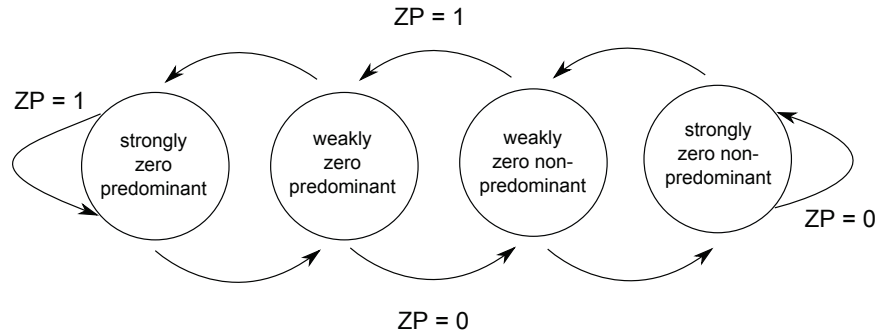 ZP = 1
ZP = 1
strongly
zero
predominant
weakly
zero
predominant
weakly
zero non-
predominant
strongly
zero non-
predominant
ZP = 0
ZP = 0